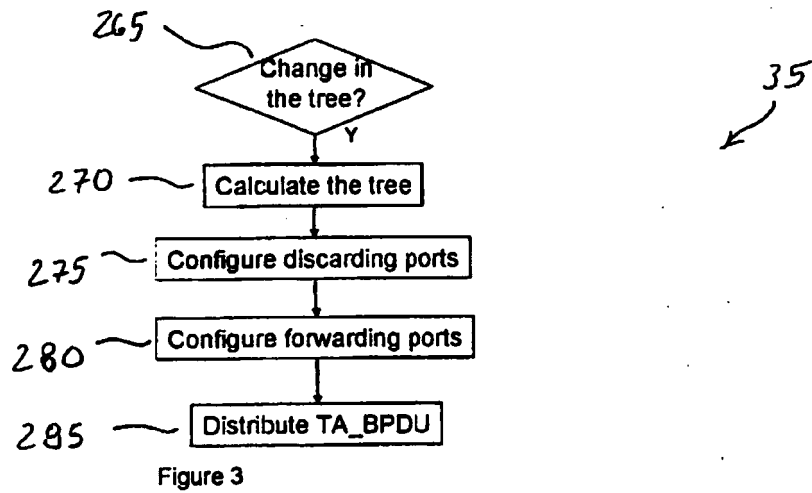 265
Change in
the tree?
35
Y
270
Calculate the tree
275
Configure discarding ports
280
Configure forwarding ports
285
Distribute TA_BPDU
Figure 3